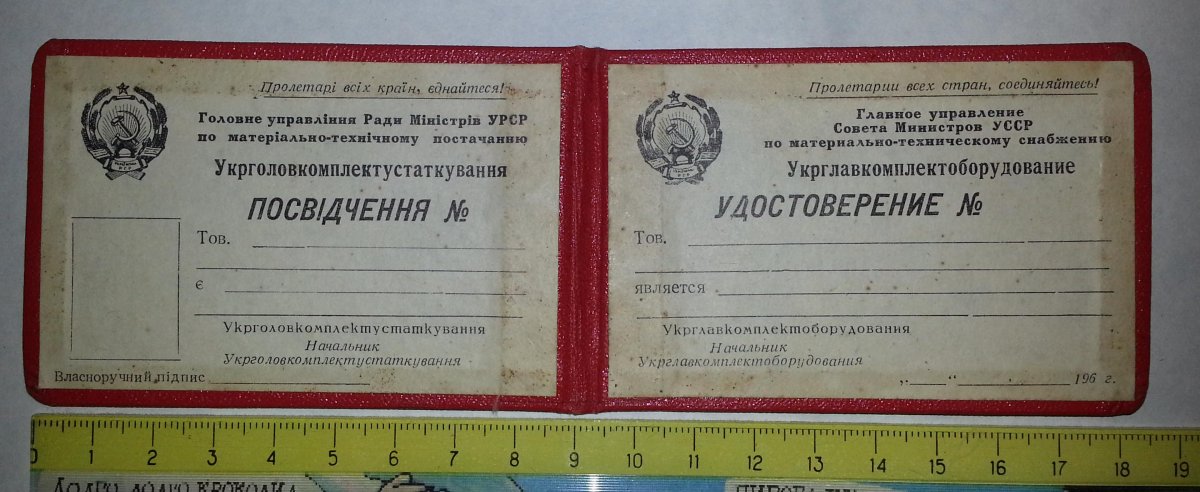 Пролетарі всіх країн, єднайтеся!
Головне управління Ради Міністрів УРСР
по матеріально-технічному постачанню
Укрголовкомплектустаткування
ПОСВІДЧЕННЯ №
Тов.
є
Укрголовкомплектустаткування
Начальник
Укрголовкомплектустаткування
Власноручний підпис
Пролетарии всех стран, соединяйтесь!
Главное управление
Совета Министров УССР
по материально-техническому снабжению
Укрглавкомплектоборудование
УДОСТОВЕРЕНИЕ №
Тов.
является
Укрглавкомплектоборудования
Начальник
Укрглавкомплектоборудования
„ “ 196 г.
0 1 2 3 4 5 6 7 8 9 10 11 12 13 14 15 16 17 18 19